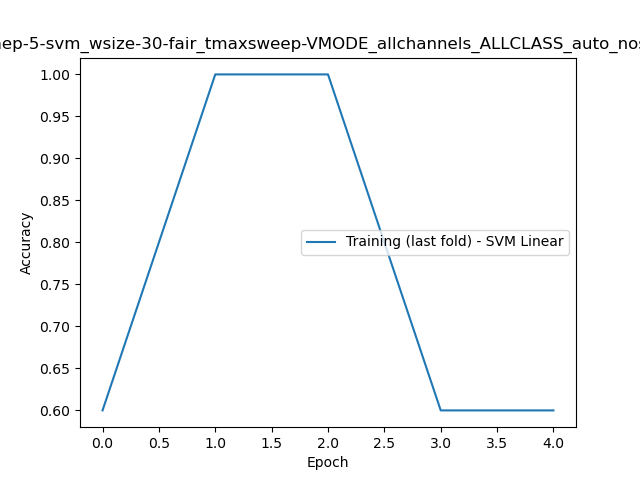 ep-5-svm_wsize-30-fair_tmaxsweep-VMODE_allchannels_ALLCLASS_auto_nos
1.00
0.95
0.90
0.85
0.80
0.75
0.70
0.65
0.60
Accuracy
Training (last fold) - SVM Linear
0.0 0.5 1.0 1.5 2.0 2.5 3.0 3.5 4.0
Epoch